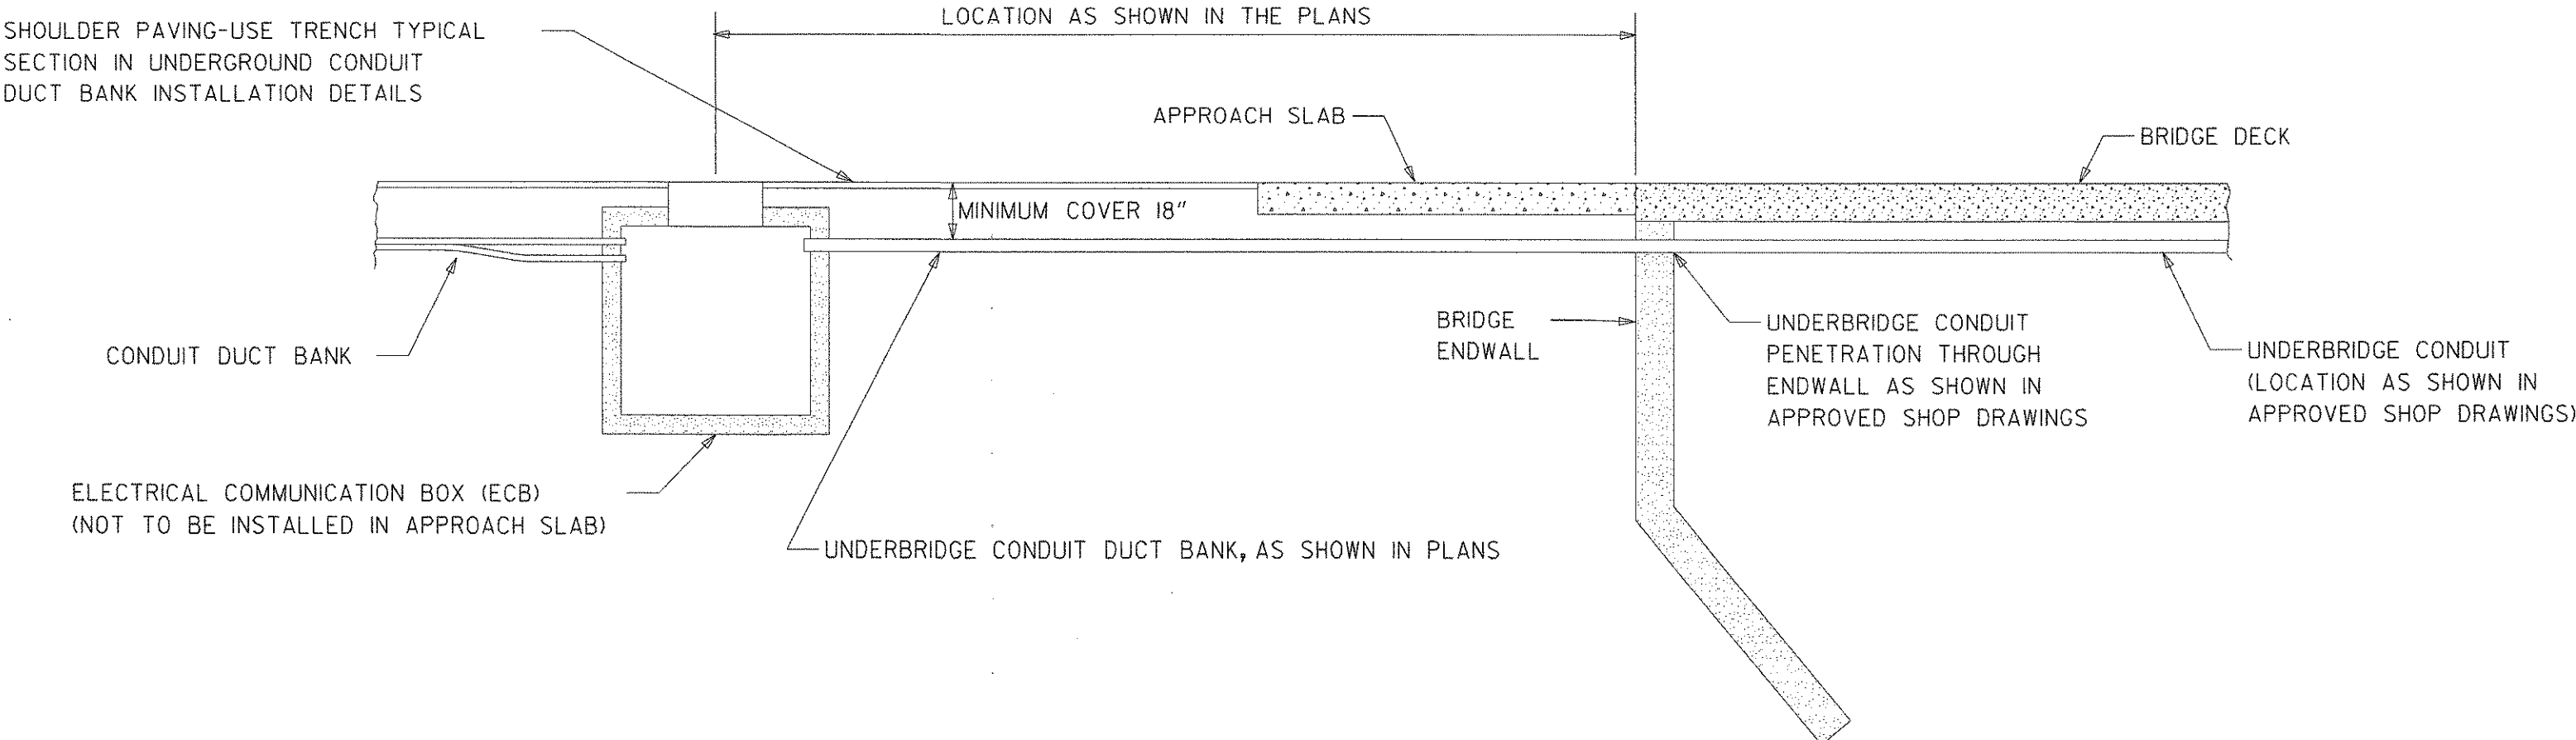 LOCATION AS SHOWN IN THE PLANS
SHOULDER PAVING-USE TRENCH TYPICAL
SECTION IN UNDERGROUND CONDUIT
DUCT BANK INSTALLATION DETAILS
APPROACH SLAB
BRIDGE DECK
MINIMUM COVER 18"
CONDUIT DUCT BANK
BRIDGE
ENDWALL
UNDERBRIDGE CONDUIT
PENETRATION THROUGH
ENDWALL AS SHOWN IN
APPROVED SHOP DRAWINGS
UNDERBRIDGE CONDUIT
(LOCATION AS SHOWN IN
APPROVED SHOP DRAWINGS)
ELECTRICAL COMMUNICATION BOX (ECB)
(NOT TO BE INSTALLED IN APPROACH SLAB)
UNDERBRIDGE CONDUIT DUCT BANK, AS SHOWN IN PLANS